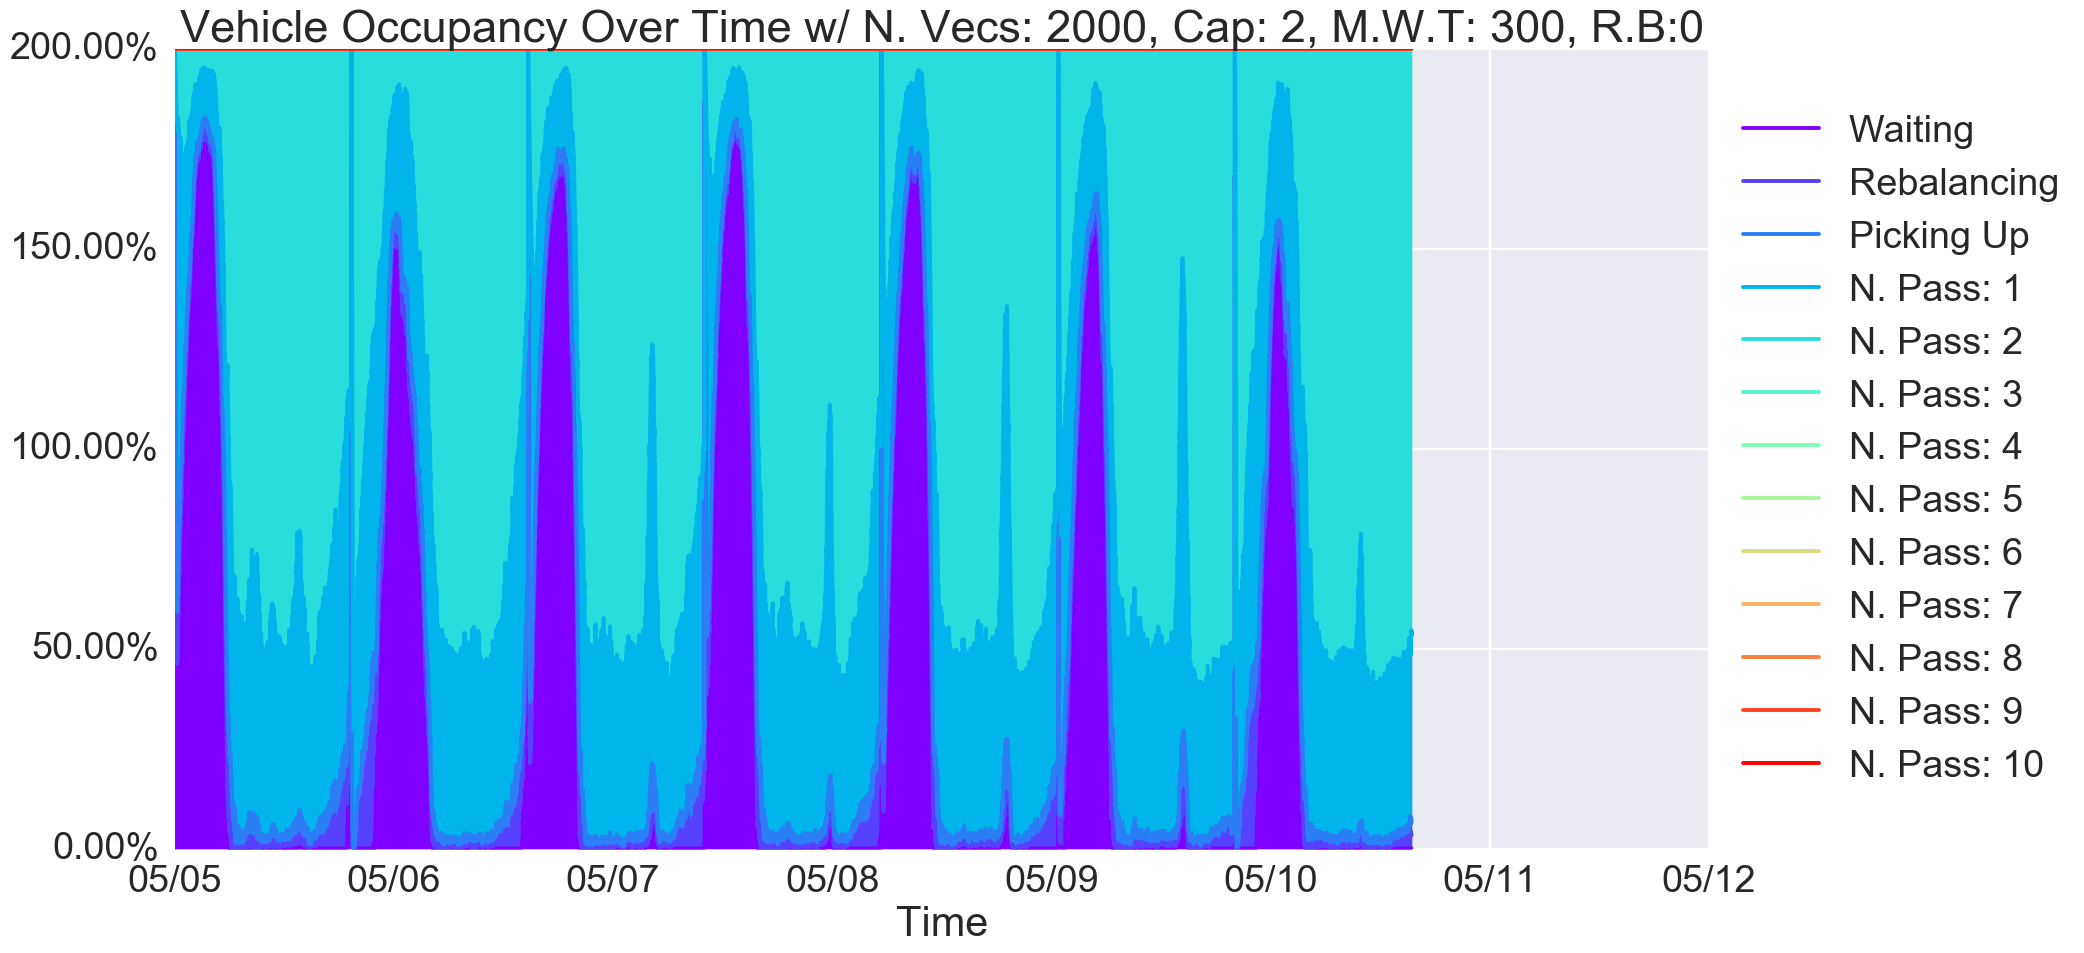 Vehicle Occupancy Over Time w/ N. Vecs: 2000, Cap: 2, M.W.T: 300, R.B:0
200.00%
150.00%
100.00%
50.00%
0.00%
05/05 05/06 05/07 05/08 05/09 05/10 05/11 05/12
Time
Waiting
Rebalancing
Picking Up
N. Pass: 1
N. Pass: 2
N. Pass: 3
N. Pass: 4
N. Pass: 5
N. Pass: 6
N. Pass: 7
N. Pass: 8
N. Pass: 9
N. Pass: 10